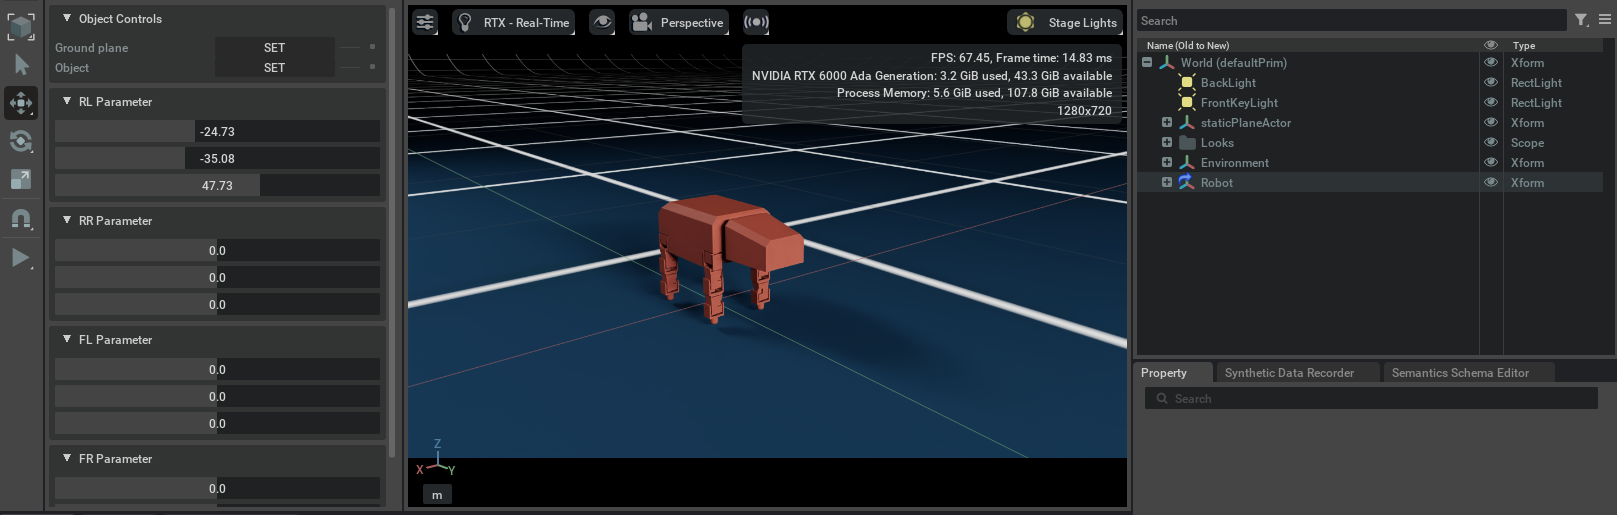 Object Controls
Ground plane SET
Object SET
RL Parameter
-24.73
-35.08
47.73
RR Parameter
0.0
0.0
0.0
FL Parameter
0.0
0.0
0.0
FR Parameter
0.0
RTX - Real-Time
Perspective
Stage Lights
FPS: 67.45, Frame time: 14.83 ms
NVIDIA RTX 6000 Ada Generation: 3.2 GiB used, 43.3 GiB available
Process Memory: 5.6 GiB used, 107.8 GiB available
1280x720
Z
X Y
m
Search
Name (Old to New) Type
World (defaultPrim) Xform
BackLight RectLight
FrontKeyLight RectLight
staticPlaneActor Xform
Looks Scope
Environment Xform
Robot Xform
Property Synthetic Data Recorder Semantics Schema Editor
Search